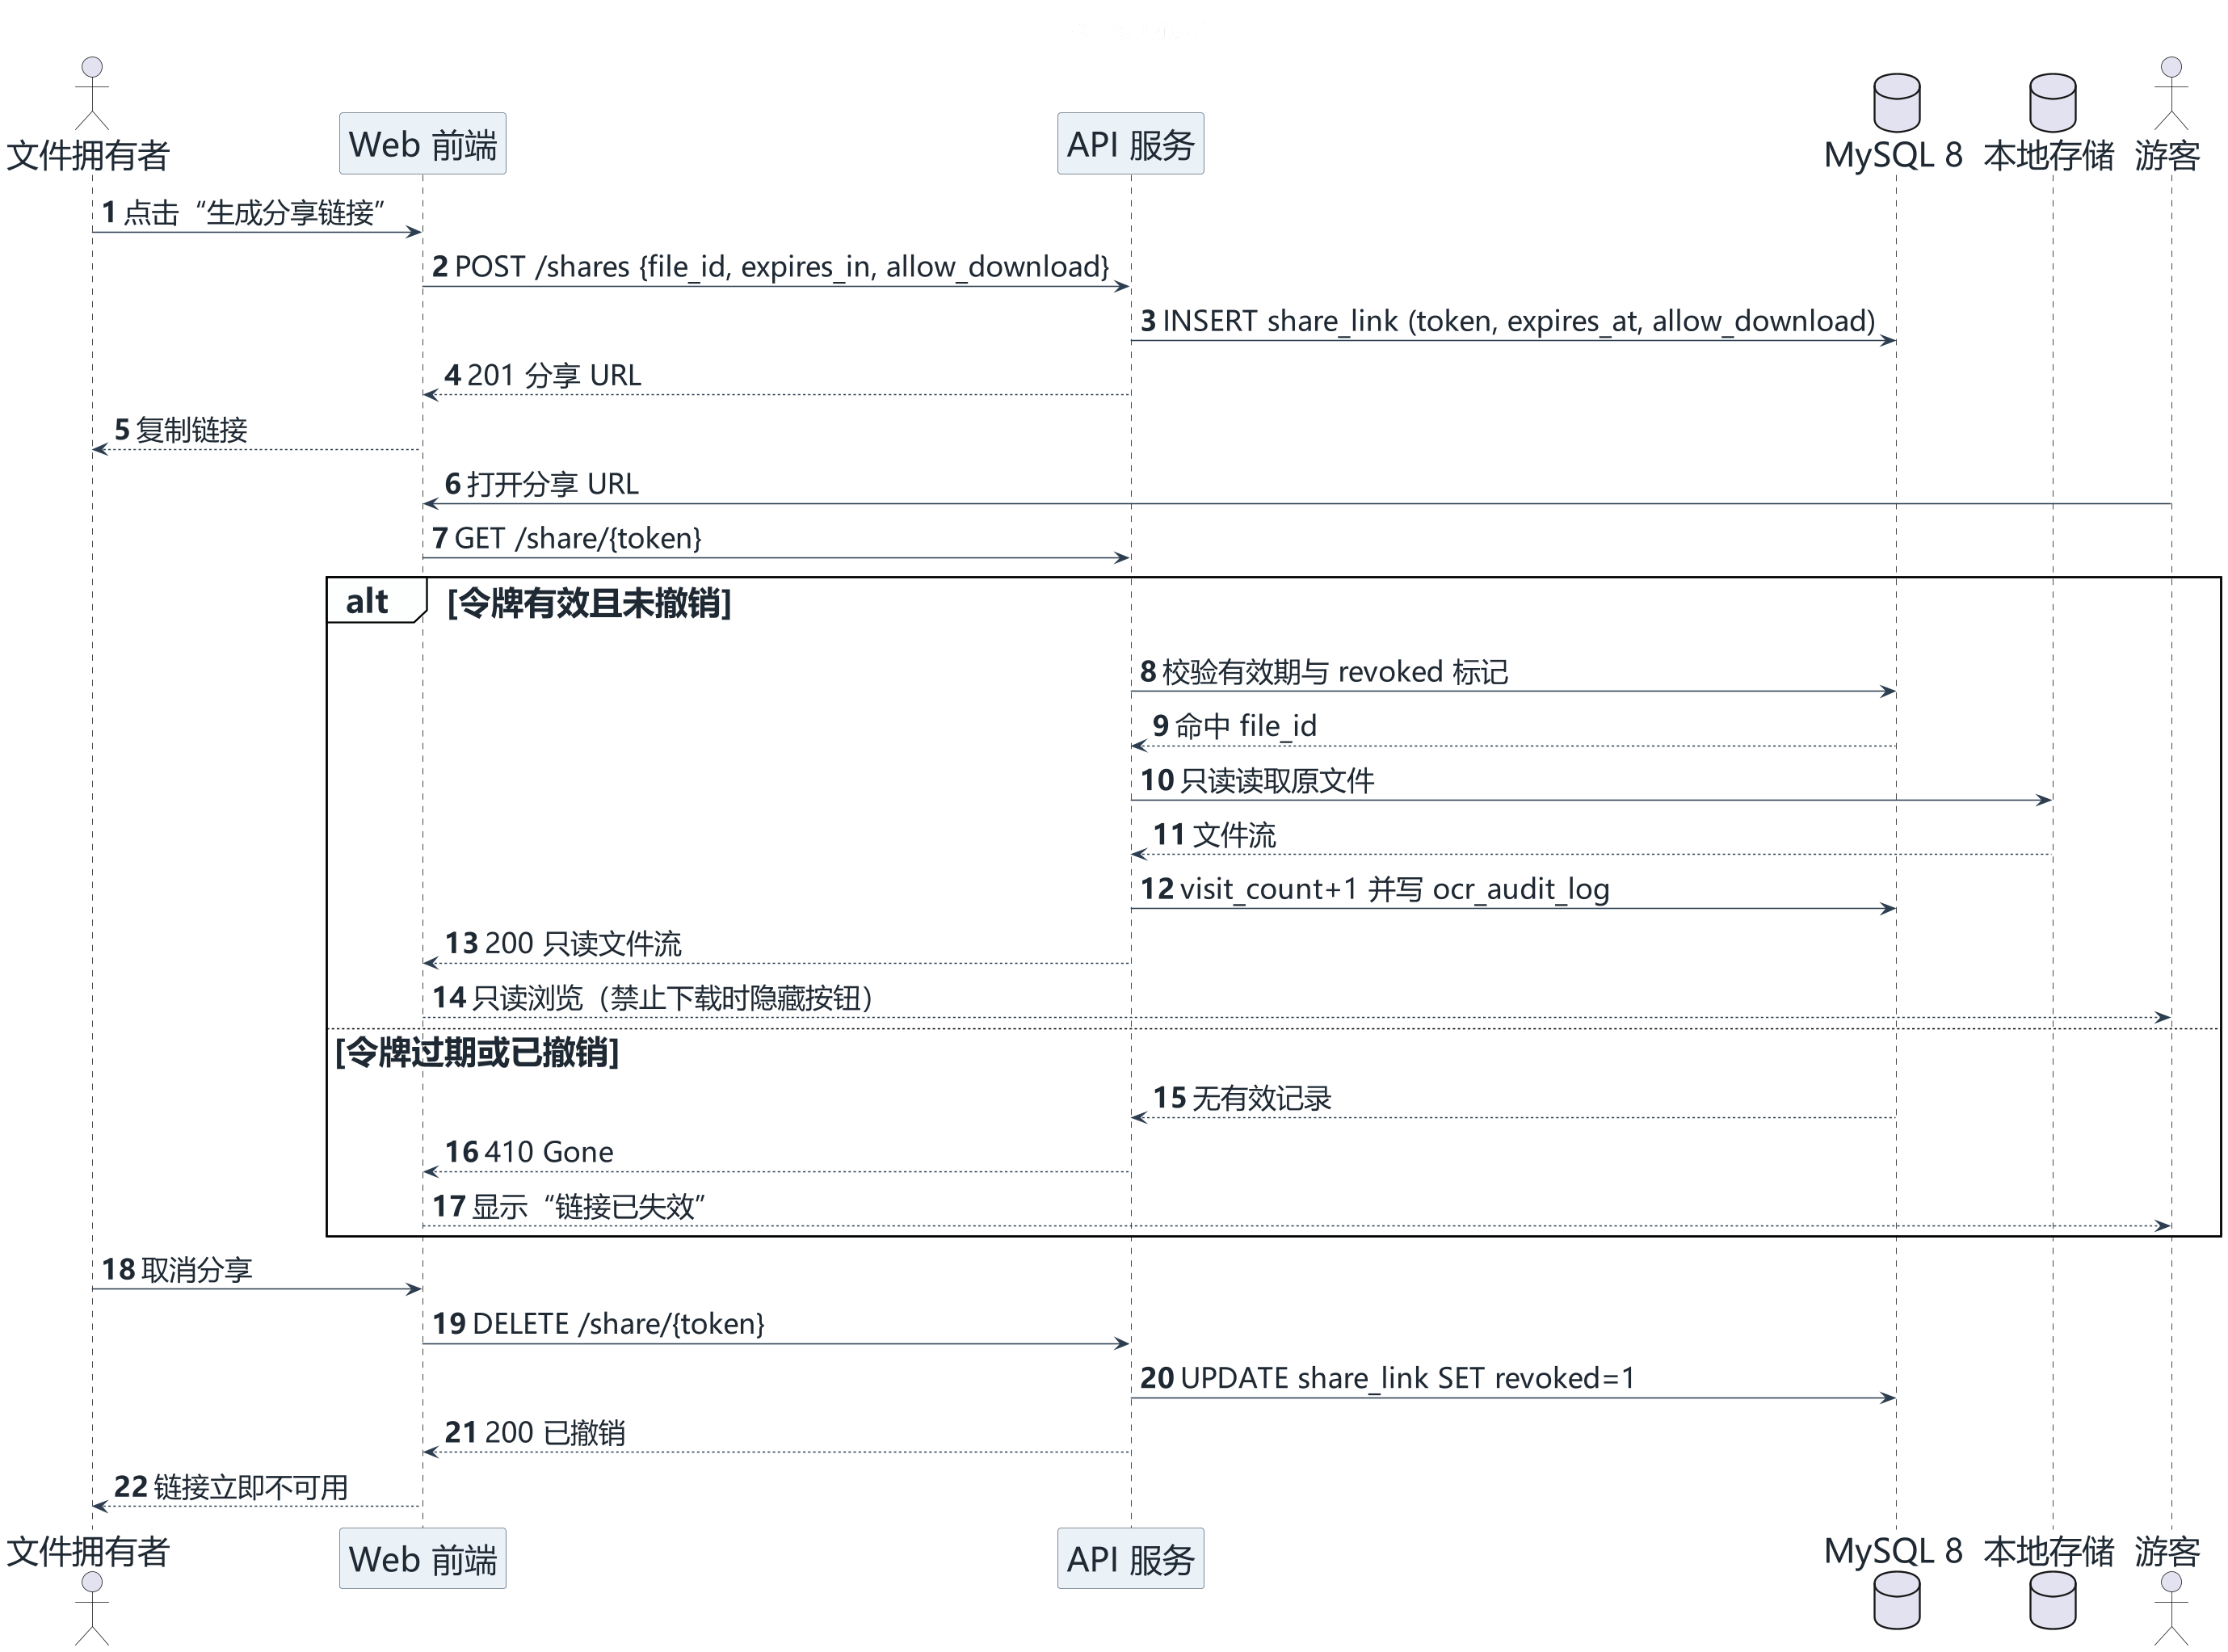 文件拥有者
Web 前端
API 服务
MySQL 8
本地存储
游客
1 点击“生成分享链接”
2 POST /shares {file_id, expires_in, allow_download}
3 INSERT share_link (token, expires_at, allow_download)
4 201 分享 URL
5 复制链接
6 打开分享 URL
7 GET /share/{token}
alt [令牌有效且未撤销]
8 校验有效期与 revoked 标记
9 命中 file_id
10 只读读取原文件
11 文件流
12 visit_count+1 并写 ocr_audit_log
13 200 只读文件流
14 只读浏览（禁止下载时隐藏按钮）
[令牌过期或已撤销]
15 无有效记录
16 410 Gone
17 显示“链接已失效”
18 取消分享
19 DELETE /share/{token}
20 UPDATE share_link SET revoked=1
21 200 已撤销
22 链接立即不可用
文件拥有者
Web 前端
API 服务
MySQL 8
本地存储
游客